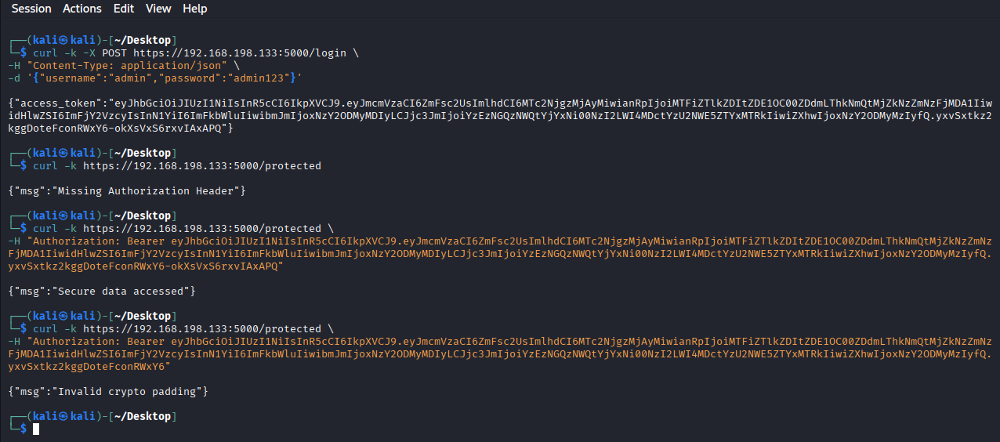 Session Actions Edit View Help
┌──(kali㉿kali)-[~/Desktop]
└─$ curl -k -X POST https://192.168.198.133:5000/login \
-H "Content-Type: application/json" \
-d '{"username":"admin","password":"admin123"}'
{"access_token":"eyJhbGciOiJIUzI1NiIsInR5cCI6IkpXVCJ9.eyJmcmVzaCI6ZmFsc2UsImlhdCI6MTc2NjgzMjAyMiwianRpIjoiMTFiZTlkZDItZDE1OC00ZDdmLThkNmQtMjZkNzZmNzFjMDA1Iiw
idHlwZSI6ImFjY2VzcyIsInN1YiI6ImFkbWluIiwibmJmIjoxNzY2ODMyMDIyLCJjc3JmIjoiYzEzNGQzNWQtYjYxNi00NzI2LWI4MDctYzU2NWE5ZTYxMTRkIiwiZXhwIjoxNzY2ODMyMzIyfQ.yxvSxtkz2
kggDoteFconRWxY6-okXsVxS6rxvIAxAPQ"}
┌──(kali㉿kali)-[~/Desktop]
└─$ curl -k https://192.168.198.133:5000/protected
{"msg":"Missing Authorization Header"}
┌──(kali㉿kali)-[~/Desktop]
└─$ curl -k https://192.168.198.133:5000/protected \
-H "Authorization: Bearer eyJhbGciOiJIUzI1NiIsInR5cCI6IkpXVCJ9.eyJmcmVzaCI6ZmFsc2UsImlhdCI6MTc2NjgzMjAyMiwianRpIjoiMTFiZTlkZDItZDE1OC00ZDdmLThkNmQtMjZkNzZmNz
FjMDA1IiwidHlwZSI6ImFjY2VzcyIsInN1YiI6ImFkbWluIiwibmJmIjoxNzY2ODMyMDIyLCJjc3JmIjoiYzEzNGQzNWQtYjYxNi00NzI2LWI4MDctYzU2NWE5ZTYxMTRkIiwiZXhwIjoxNzY2ODMyMzIyfQ.
yxvSxtkz2kggDoteFconRWxY6-okXsVxS6rxvIAxAPQ"
{"msg":"Secure data accessed"}
┌──(kali㉿kali)-[~/Desktop]
└─$ curl -k https://192.168.198.133:5000/protected \
-H "Authorization: Bearer eyJhbGciOiJIUzI1NiIsInR5cCI6IkpXVCJ9.eyJmcmVzaCI6ZmFsc2UsImlhdCI6MTc2NjgzMjAyMiwianRpIjoiMTFiZTlkZDItZDE1OC00ZDdmLThkNmQtMjZkNzZmNz
FjMDA1IiwidHlwZSI6ImFjY2VzcyIsInN1YiI6ImFkbWluIiwibmJmIjoxNzY2ODMyMDIyLCJjc3JmIjoiYzEzNGQzNWQtYjYxNi00NzI2LWI4MDctYzU2NWE5ZTYxMTRkIiwiZXhwIjoxNzY2ODMyMzIyfQ.
yxvSxtkz2kggDoteFconRWxY6"
{"msg":"Invalid crypto padding"}
┌──(kali㉿kali)-[~/Desktop]
└─$